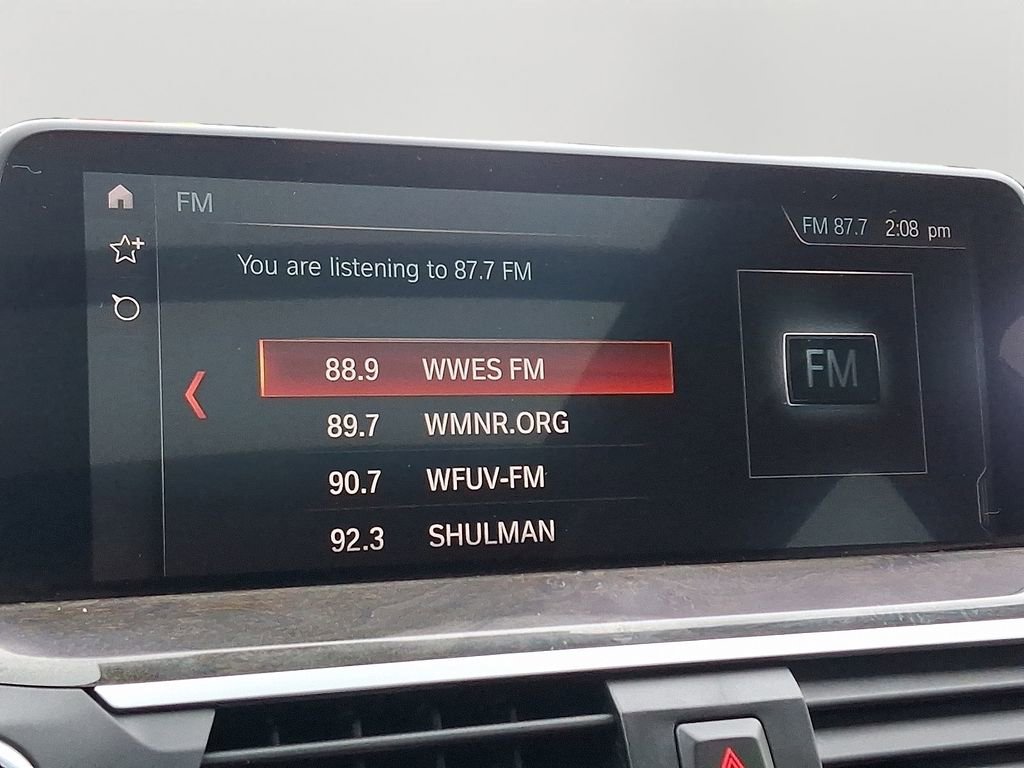 FM
FM 87.7 2:08 pm
You are listening to 87.7 FM
88.9 WWES FM
89.7 WMNR.ORG
90.7 WFUV-FM
92.3 SHULMAN
FM